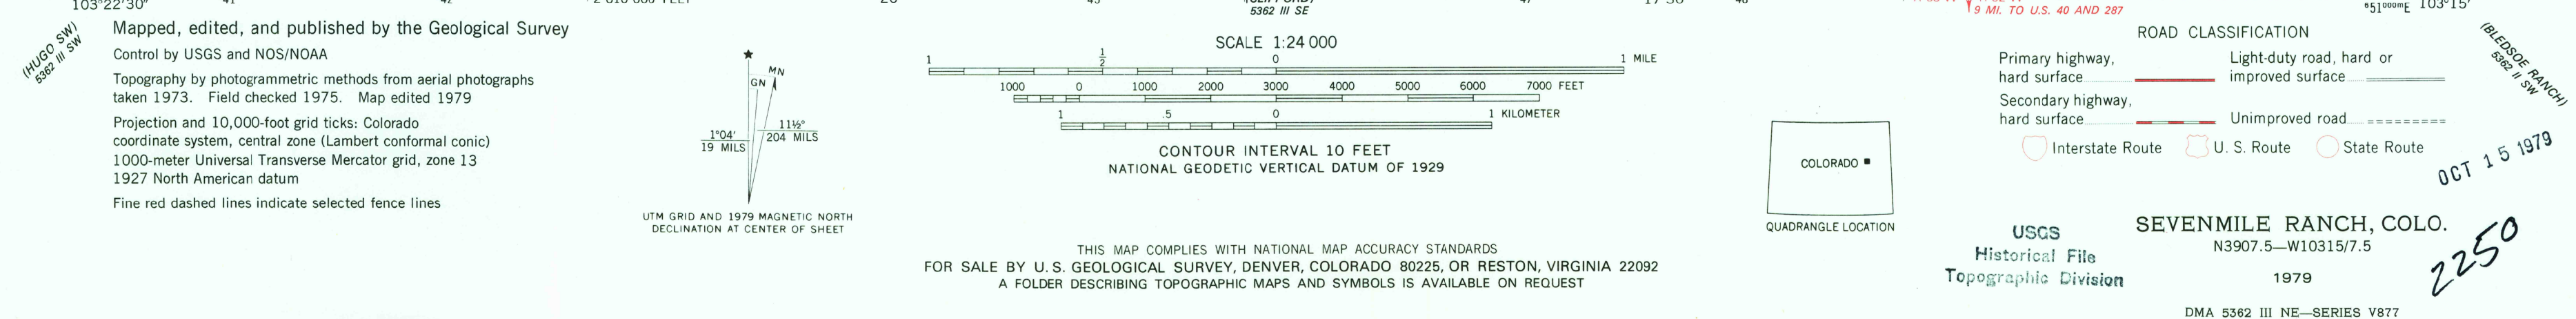 103°22'30"
(HUGO SW)
5362 III SW
Mapped, edited, and published by the Geological Survey
Control by USGS and NOS/NOAA
Topography by photogrammetric methods from aerial photographs
taken 1973. Field checked 1975. Map edited 1979
Projection and 10,000-foot grid ticks: Colorado
coordinate system, central zone (Lambert conformal conic)
1000-meter Universal Transverse Mercator grid, zone 13
1927 North American datum
Fine red dashed lines indicate selected fence lines
★
MN
GN
1°04'
19 MILS
11½°
204 MILS
UTM GRID AND 1979 MAGNETIC NORTH
DECLINATION AT CENTER OF SHEET
5362 III SE
SCALE 1:24 000
1 ½ 0 1 MILE
1000 0 1000 2000 3000 4000 5000 6000 7000 FEET
1 .5 0 1 KILOMETER
CONTOUR INTERVAL 10 FEET
NATIONAL GEODETIC VERTICAL DATUM OF 1929
THIS MAP COMPLIES WITH NATIONAL MAP ACCURACY STANDARDS
FOR SALE BY U. S. GEOLOGICAL SURVEY, DENVER, COLORADO 80225, OR RESTON, VIRGINIA 22092
A FOLDER DESCRIBING TOPOGRAPHIC MAPS AND SYMBOLS IS AVAILABLE ON REQUEST
COLORADO
QUADRANGLE LOCATION
9 MI. TO U.S. 40 AND 287
⁶51⁰⁰⁰ᵐE 103°15'
(BLEDSOE RANCH)
5362 II SW
ROAD CLASSIFICATION
Primary highway,
hard surface
Light-duty road, hard or
improved surface
Secondary highway,
hard surface
Unimproved road
Interstate Route
U. S. Route
State Route
OCT 15 1979
USGS
Historical File
Topographic Division
SEVENMILE RANCH, COLO.
N3907.5—W10315/7.5
1979
2250
DMA 5362 III NE—SERIES V877